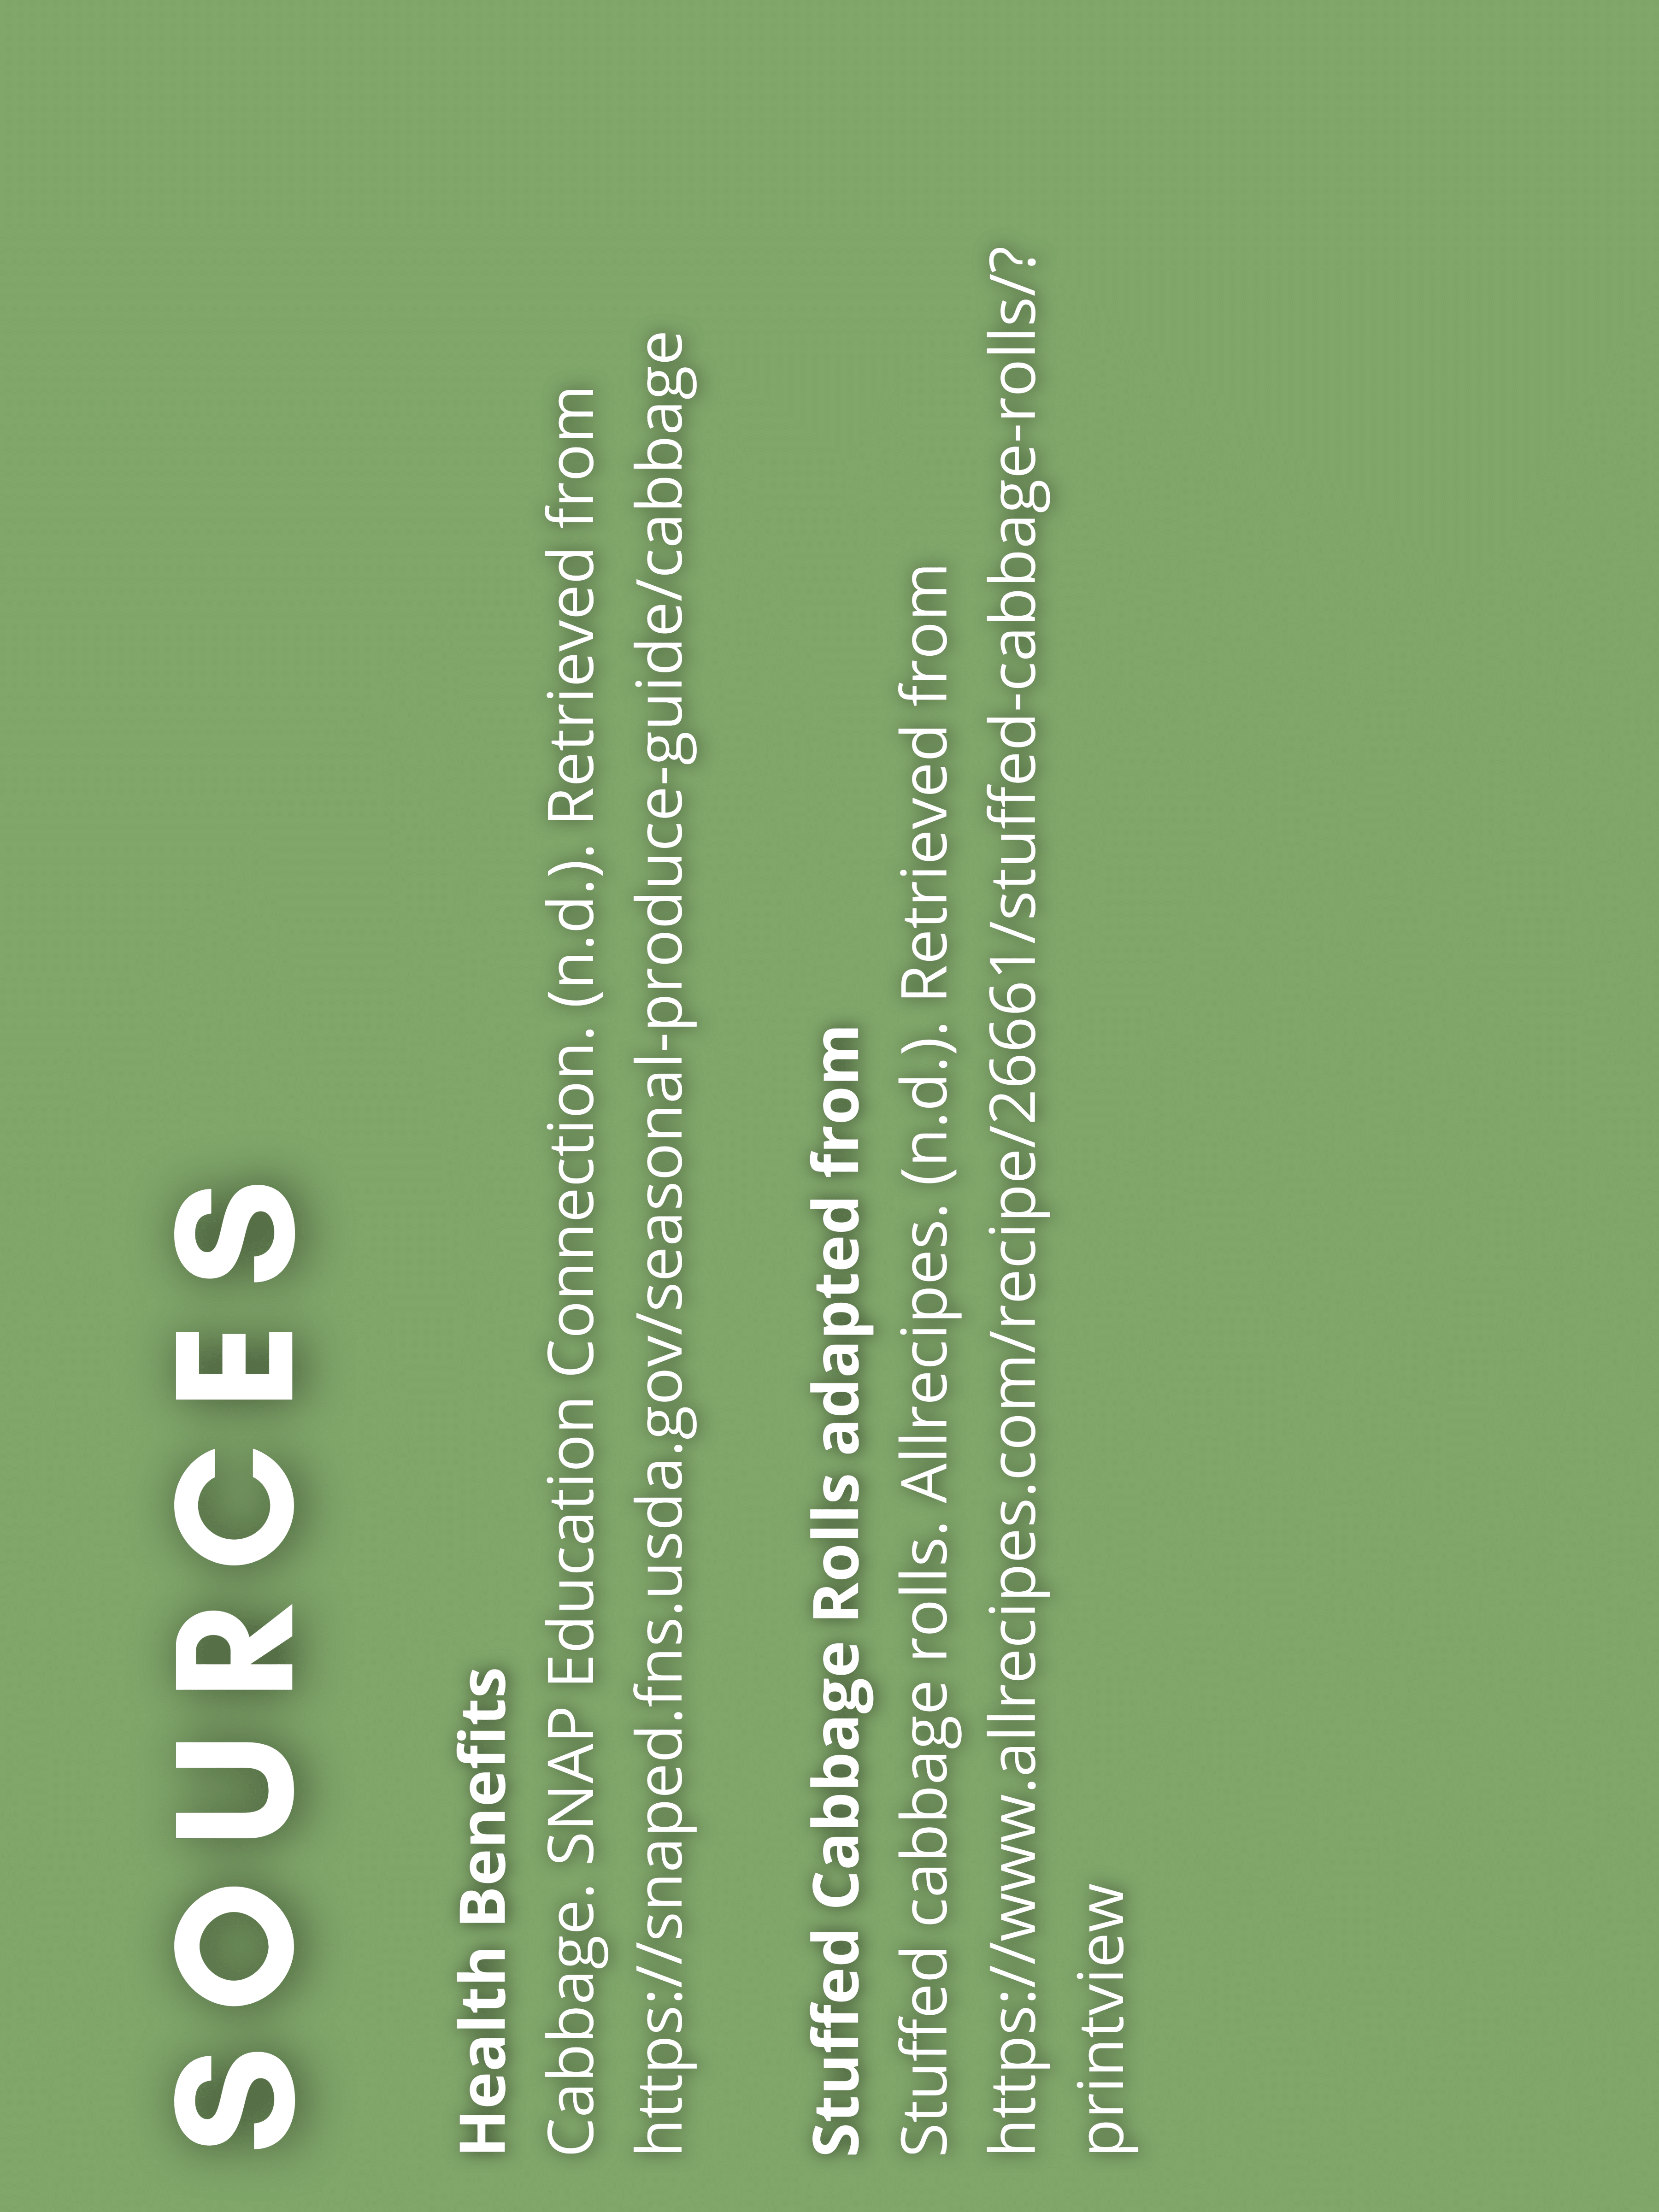 SOURCES
Health Benefits
Cabbage. SNAP Education Connection. (n.d.). Retrieved from
https://snaped.fns.usda.gov/seasonal-produce-guide/cabbage
Stuffed Cabbage Rolls adapted from
Stuffed cabbage rolls. Allrecipes. (n.d.). Retrieved from
https://www.allrecipes.com/recipe/26661/stuffed-cabbage-rolls/?
printview